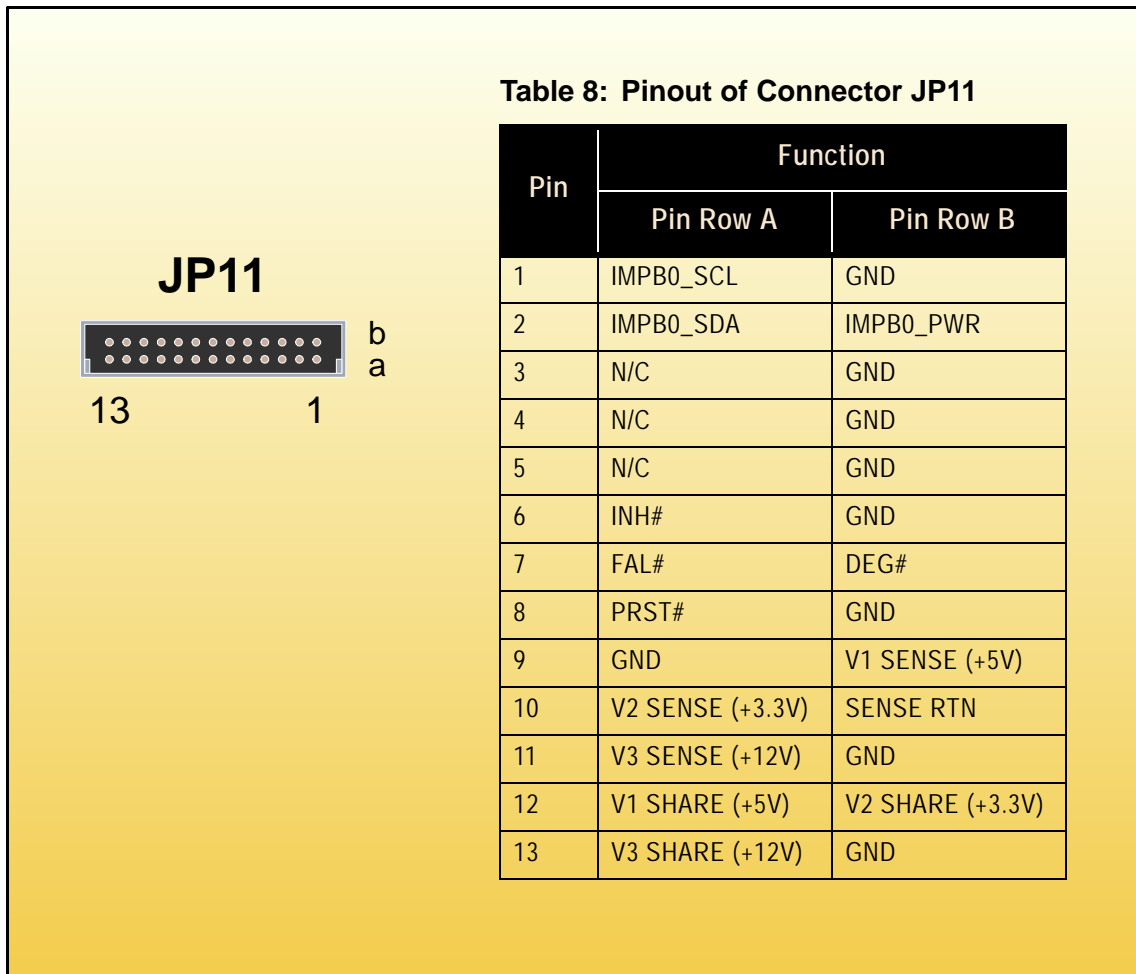 Table 8: Pinout of Connector JP11
Pin Function
Pin Row A Pin Row B
1 IMPB0_SCL GND
2 IMPB0_SDA IMPB0_PWR
3 N/C GND
4 N/C GND
5 N/C GND
6 INH# GND
7 FAL# DEG#
8 PRST# GND
9 GND V1 SENSE (+5V)
10 V2 SENSE (+3.3V) SENSE RTN
11 V3 SENSE (+12V) GND
12 V1 SHARE (+5V) V2 SHARE (+3.3V)
13 V3 SHARE (+12V) GND
JP11
b
a
13 1